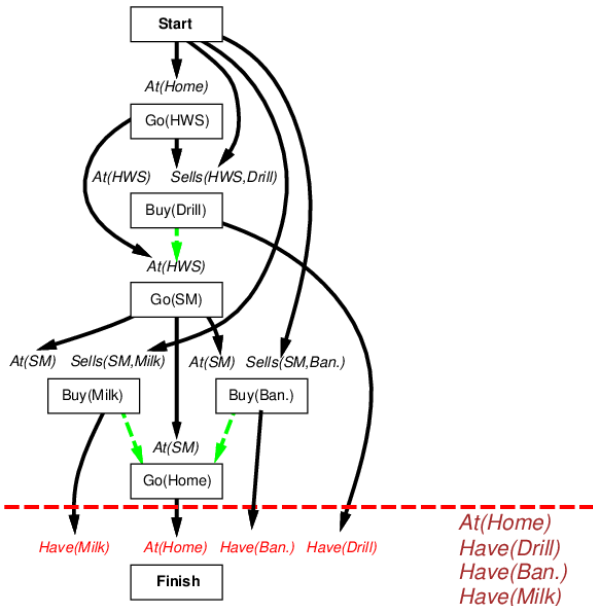 Start
At(Home)
Go(HWS)
At(HWS) Sells(HWS,Drill)
Buy(Drill)
At(HWS)
Go(SM)
At(SM) Sells(SM,Milk) At(SM) Sells(SM,Ban.)
Buy(Milk) Buy(Ban.)
At(SM)
Go(Home)
Have(Milk) At(Home) Have(Ban.) Have(Drill)
Finish
At(Home)
Have(Drill)
Have(Ban.)
Have(Milk)